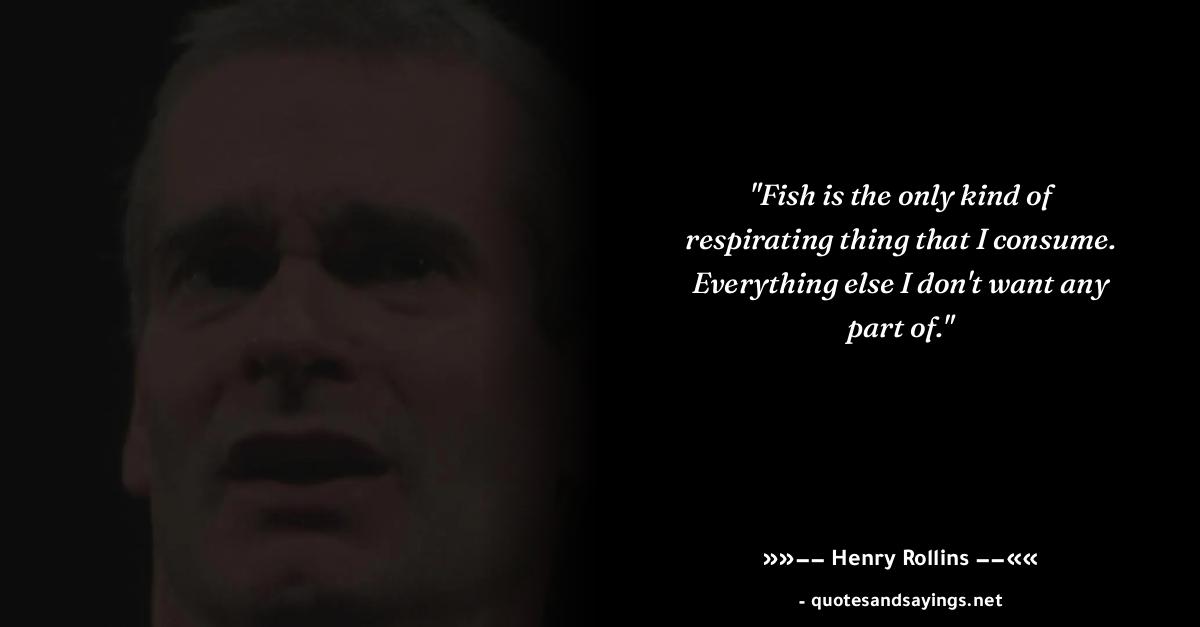 "Fish is the only kind of
respirating thing that I consume.
Everything else I don't want any
part of."
»»–– Henry Rollins ––««
- quotesandsayings.net